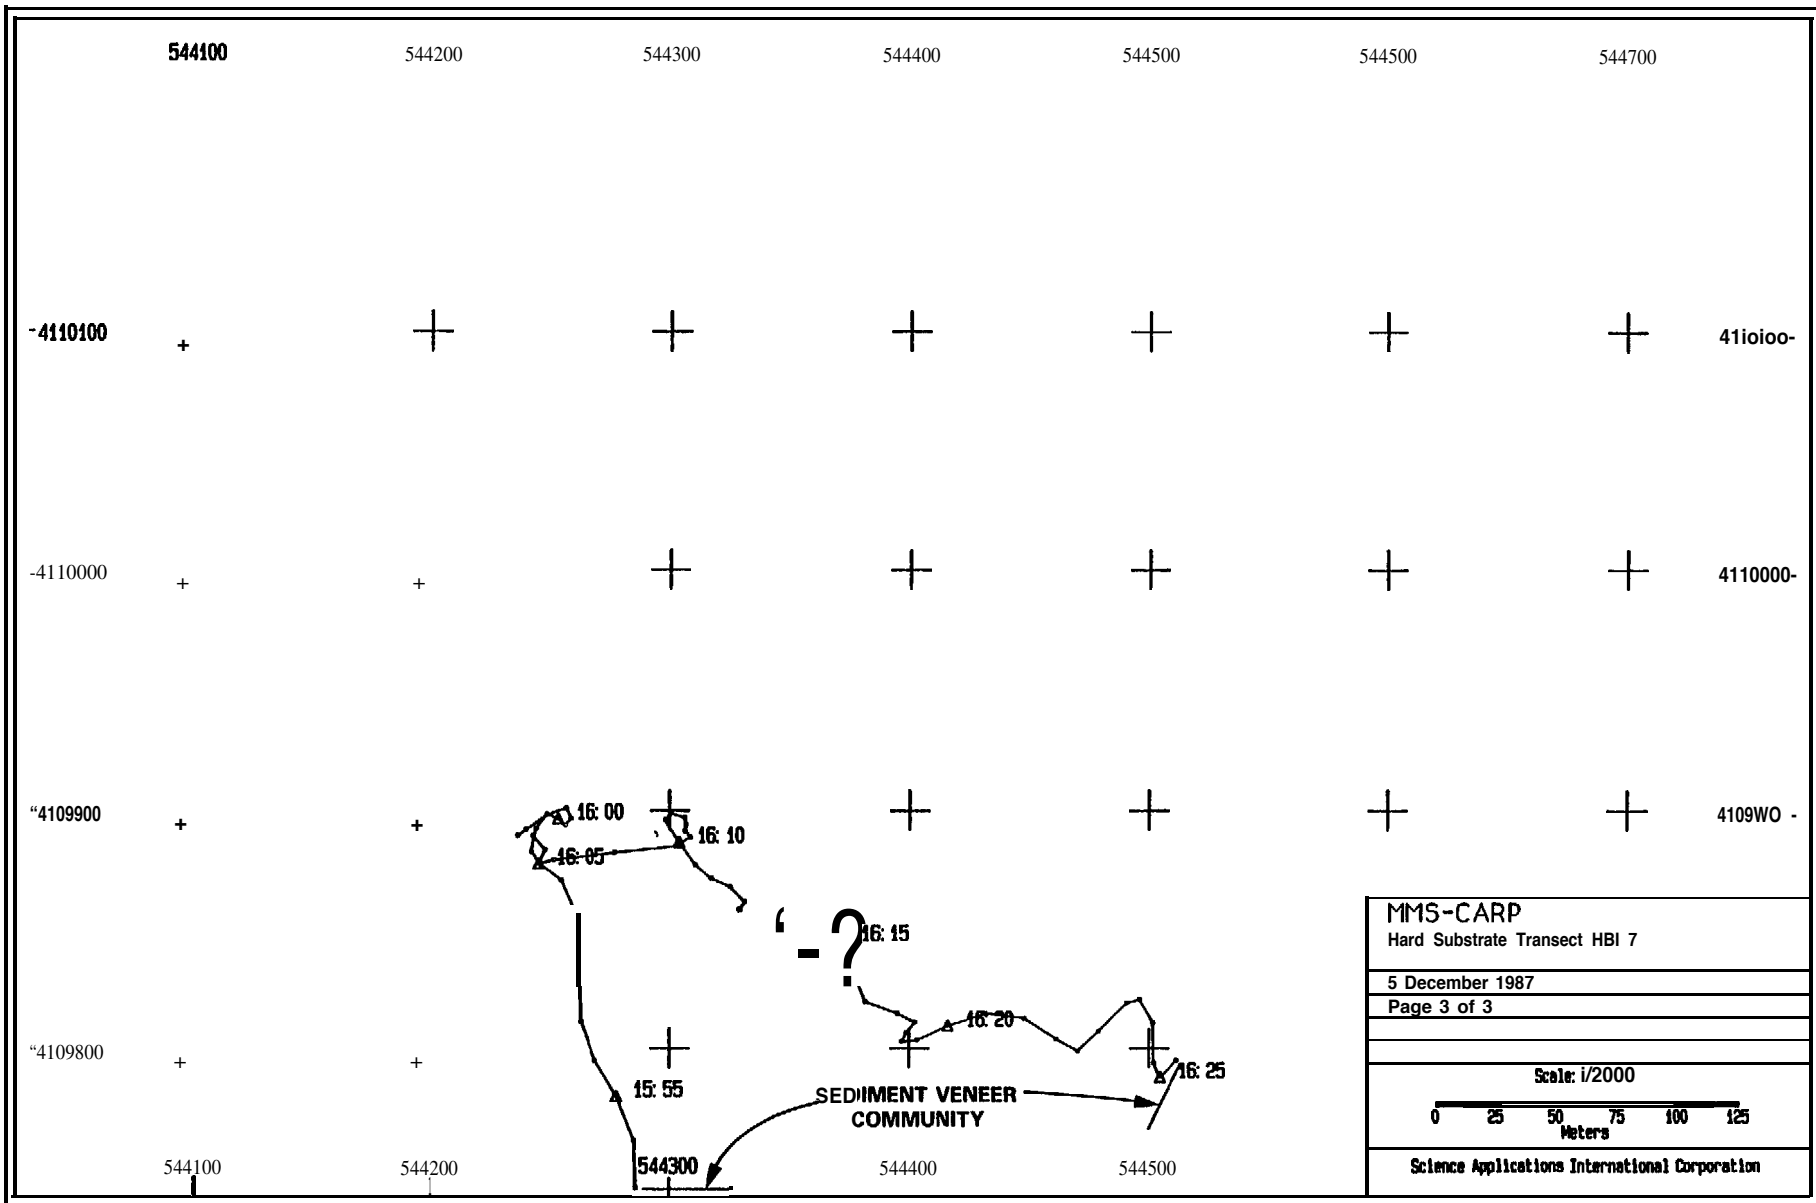 544100 544200 544300 544400 544500 544500 544700
-4110100 41ioioo-
-4110000 4110000-
“4109900 4109WO -
16:00
16:10
16:05
‘-?
16:15
16:20
“4109800
16:25
15:55
SEDIMENT VENEER
COMMUNITY
544100 544200 544300 544400 544500
MMS-CARP
Hard Substrate Transect HBI 7
5 December 1987
Page 3 of 3
Scale: i/2000
0 25 50 75 100 125
Meters
Science Applications International Corporation